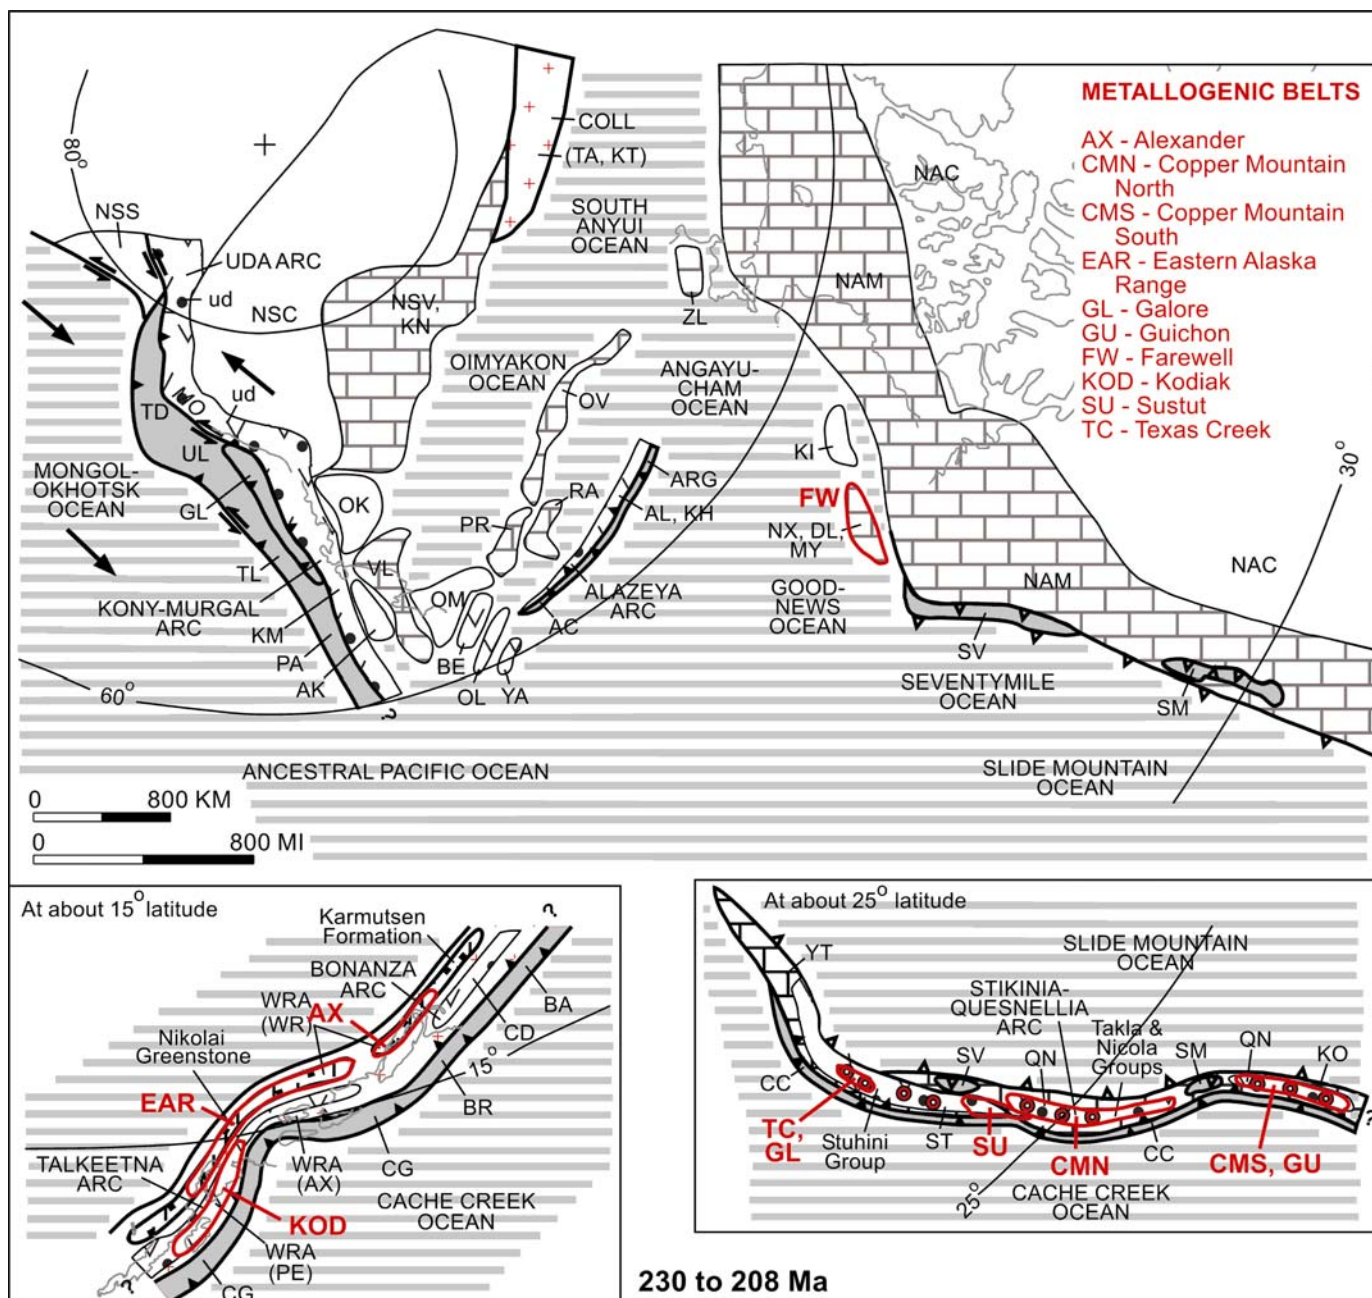 METALLOGENIC BELTS
AX - Alexander
CMN - Copper Mountain
North
CMS - Copper Mountain
South
EAR - Eastern Alaska
Range
GL - Galore
GU - Guichon
FW - Farewell
KOD - Kodiak
SU - Sustut
TC - Texas Creek
80°
NSS
UDA ARC
ud
NSC
COLL
(TA, KT)
SOUTH
ANYUI
OCEAN
NAC
NAM
ZL
NSV,
KN
OIMYAKON
OCEAN
OV
ANGAYU-
CHAM
OCEAN
MO
ud
TD
UL
MONGOL-
OKHOTSK
OCEAN
GL
OK
KI
30°
ARG
RA
AL, KH
FW
PR
NX, DL,
MY
TL
VL
KONY-MURGAL
ARC
OM
ALAZEYA
ARC
GOOD-
NEWS
OCEAN
NAM
NAC
KM
AC
PA
BE
SV
AK
OL
YA
60°
?
SEVENTYMILE
OCEAN
SM
ANCESTRAL PACIFIC OCEAN
SLIDE MOUNTAIN
OCEAN
0 800 KM
0 800 MI
At about 15° latitude
?
Karmutsen
Formation
BONANZA
ARC
WRA
(WR)
AX
BA
Nikolai
Greenstone
CD
15°
EAR
BR
TALKEETNA
ARC
WRA
(AX)
CG
CACHE CREEK
OCEAN
KOD
WRA
(PE)
?
CG
At about 25° latitude
YT
SLIDE MOUNTAIN
OCEAN
STIKINIA-
QUESNELLIA
ARC
Takla &
Nicola
Groups
SV
QN
SM
QN
KO
CC
TC,
GL
Stuhini
Group
ST
SU
CMN
CC
CMS, GU
?
25°
CACHE CREEK
OCEAN
230 to 208 Ma